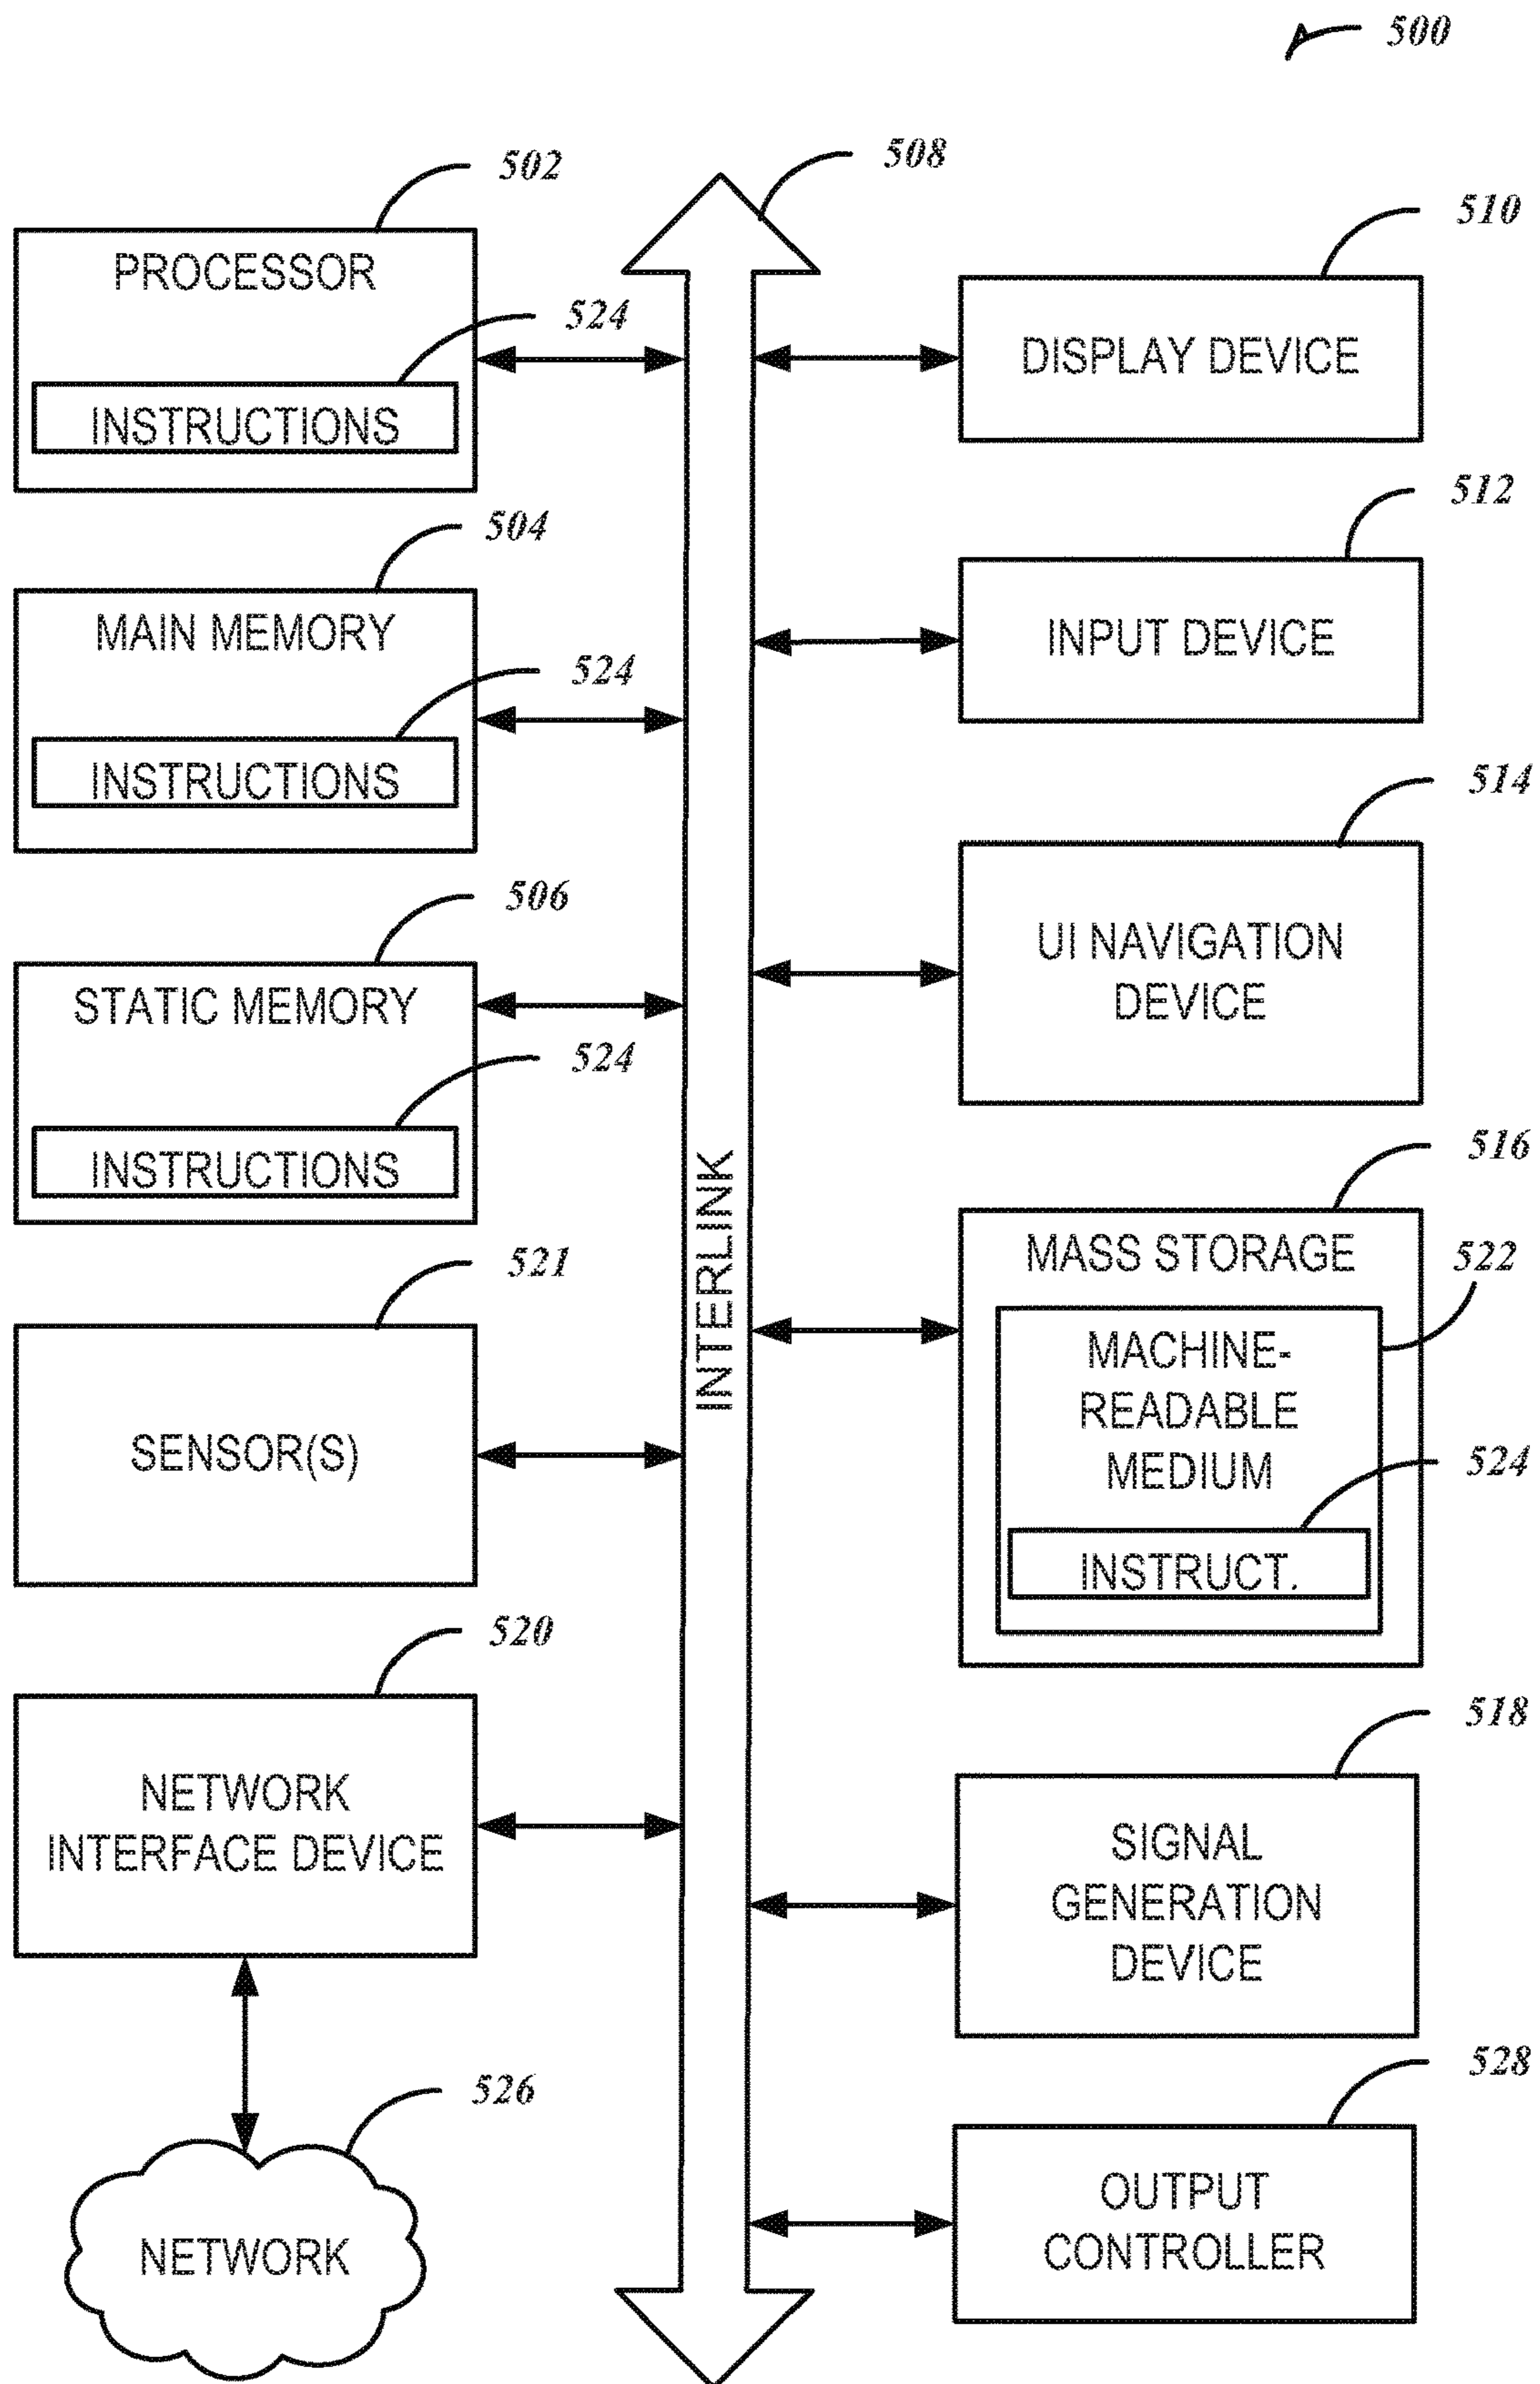 500
502
PROCESSOR
524
INSTRUCTIONS
504
MAIN MEMORY
524
INSTRUCTIONS
506
STATIC MEMORY
524
INSTRUCTIONS
521
SENSOR(S)
520
NETWORK
INTERFACE DEVICE
526
NETWORK
508
INTERLINK
510
DISPLAY DEVICE
512
INPUT DEVICE
514
UI NAVIGATION
DEVICE
516
MASS STORAGE
522
MACHINE-
READABLE
MEDIUM
524
INSTRUCT.
518
SIGNAL
GENERATION
DEVICE
528
OUTPUT
CONTROLLER